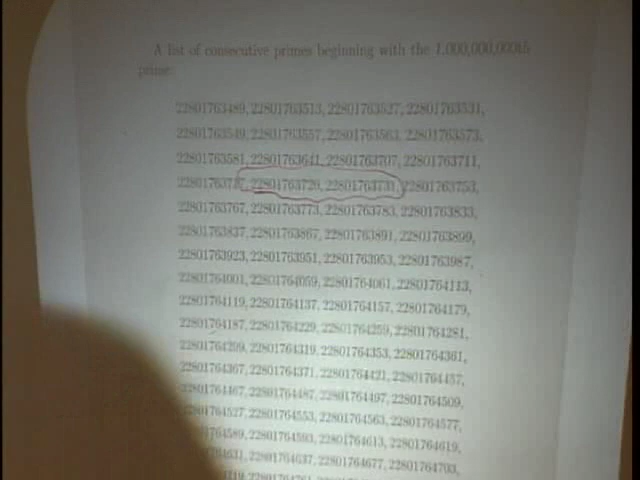 A list of consecutive primes beginning with the 1,000,000,000th
prime:
22801763489, 22801763513, 22801763527, 22801763531,
22801763549, 22801763557, 22801763563, 22801763573,
22801763581, 22801763641, 22801763707, 22801763711,
22801763717, 22801763729, 22801763731, 22801763753,
22801763767, 22801763773, 22801763783, 22801763833,
22801763837, 22801763867, 22801763891, 22801763899,
22801763923, 22801763951, 22801763953, 22801763987,
22801764001, 22801764059, 22801764061, 22801764113,
22801764119, 22801764137, 22801764157, 22801764179,
22801764187, 22801764229, 22801764259, 22801764281,
22801764299, 22801764319, 22801764353, 22801764361,
22801764367, 22801764371, 22801764421, 22801764457,
22801764467, 22801764487, 22801764497, 22801764509,
22801764527, 22801764553, 22801764563, 22801764577,
22801764593, 22801764613, 22801764619,
22801764637, 22801764677, 22801764703,